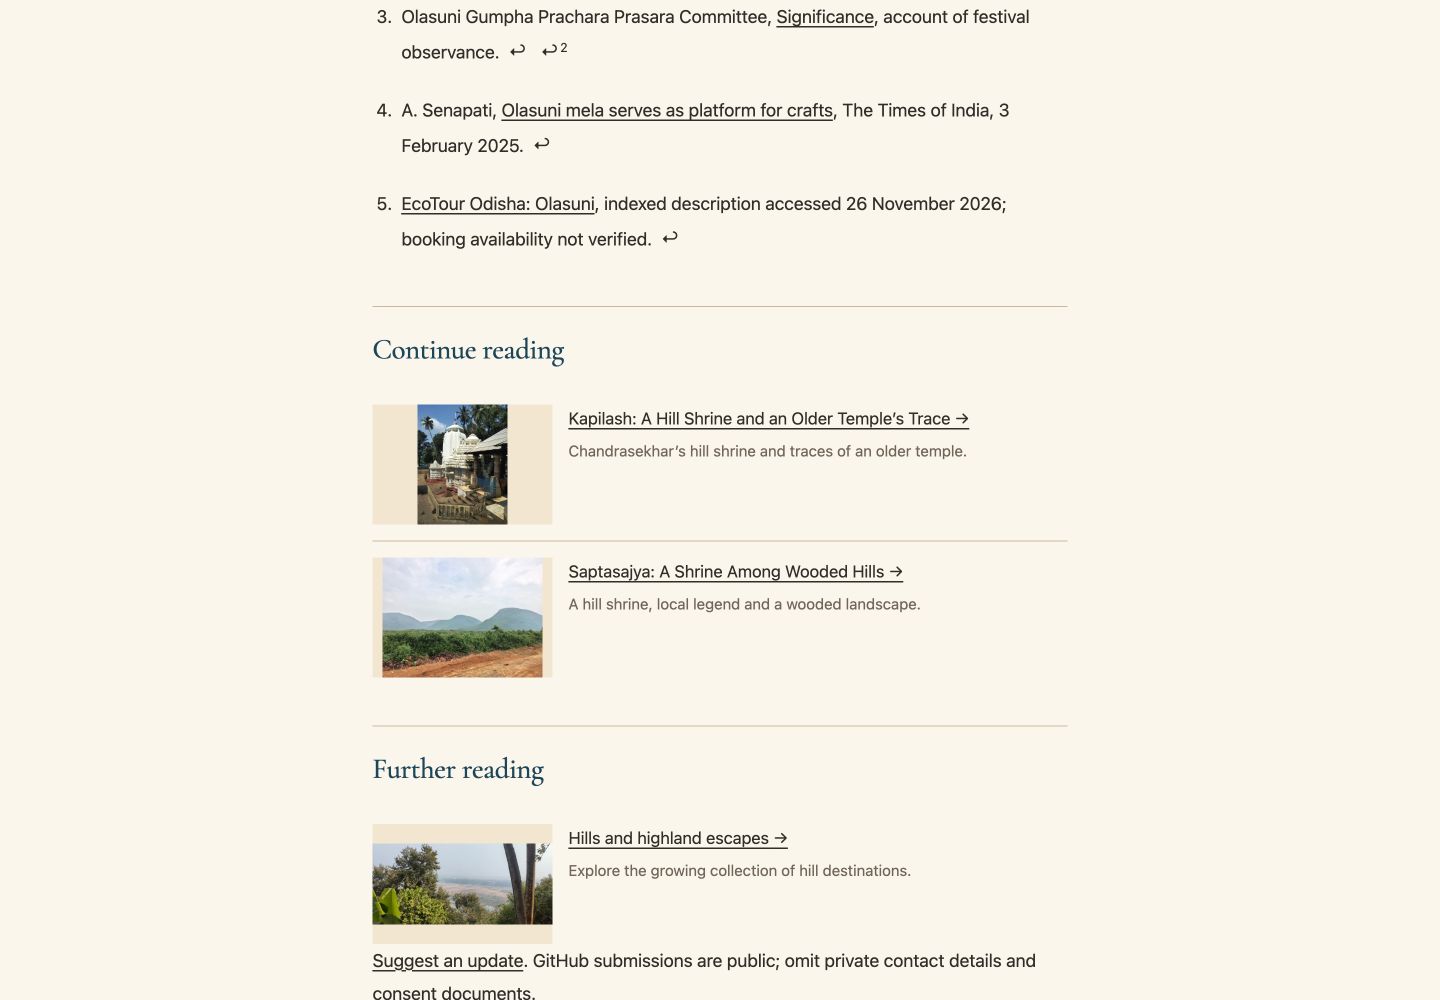 3. Olasuni Gumpha Prachara Prasara Committee, Significance, account of festival
observance. ↩ ↩2
4. A. Senapati, Olasuni mela serves as platform for crafts, The Times of India, 3
February 2025. ↩
5. EcoTour Odisha: Olasuni, indexed description accessed 26 November 2026;
booking availability not verified. ↩
Continue reading
Kapilash: A Hill Shrine and an Older Temple’s Trace →
Chandrasekhar’s hill shrine and traces of an older temple.
Saptasajya: A Shrine Among Wooded Hills →
A hill shrine, local legend and a wooded landscape.
Further reading
Hills and highland escapes →
Explore the growing collection of hill destinations.
Suggest an update. GitHub submissions are public; omit private contact details and
consent documents.